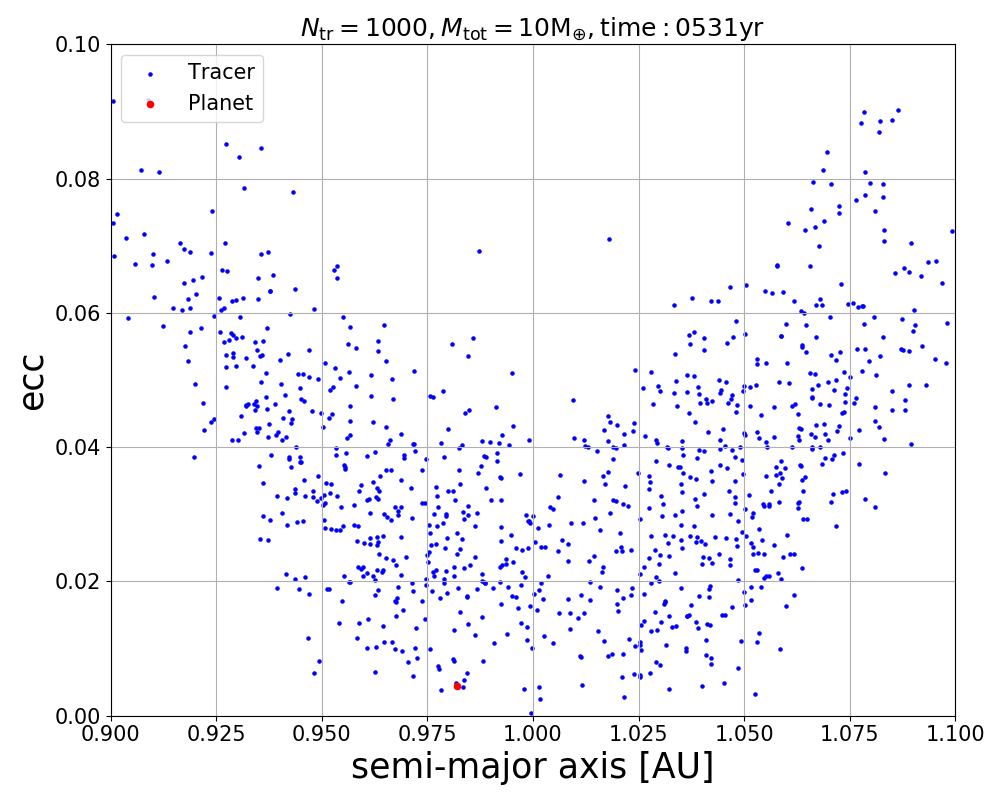 N_tr = 1000, M_tot = 10M_⊕, time : 0531yr
Tracer
Planet
0.10
0.08
0.06
0.04
0.02
0.00
ecc
0.900 0.925 0.950 0.975 1.000 1.025 1.050 1.075 1.100
semi-major axis [AU]